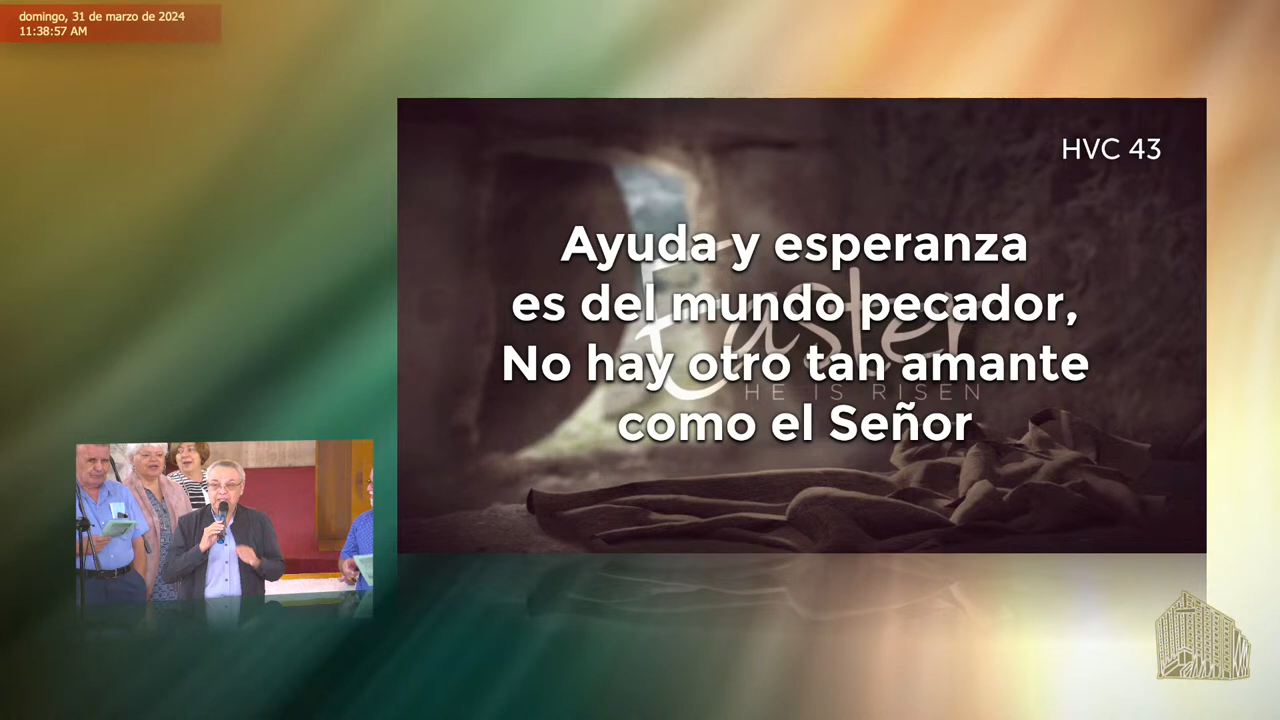 domingo, 31 de marzo de 2024
11:38:57 AM
HVC 43
Ayuda y esperanza
es del mundo pecador,
No hay otro tan amante
como el Señor
Easter
HE IS RISEN